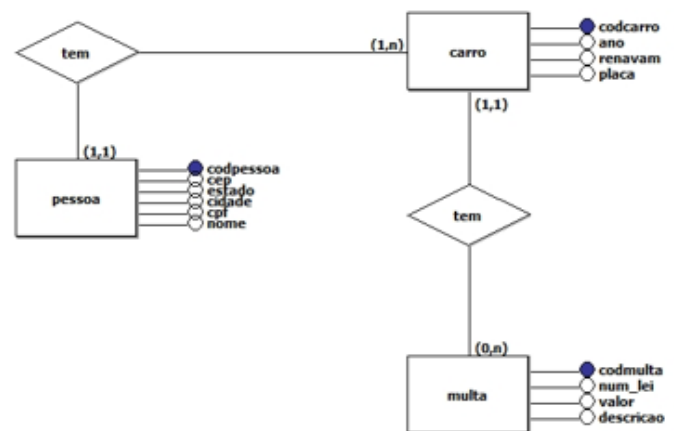 tem
(1,n)
carro
codcarro
ano
renavam
placa
(1,1)
(1,1)
pessoa
codpessoa
cep
estado
cidade
cpf
nome
tem
(0,n)
multa
codmulta
num_lei
valor
descricao